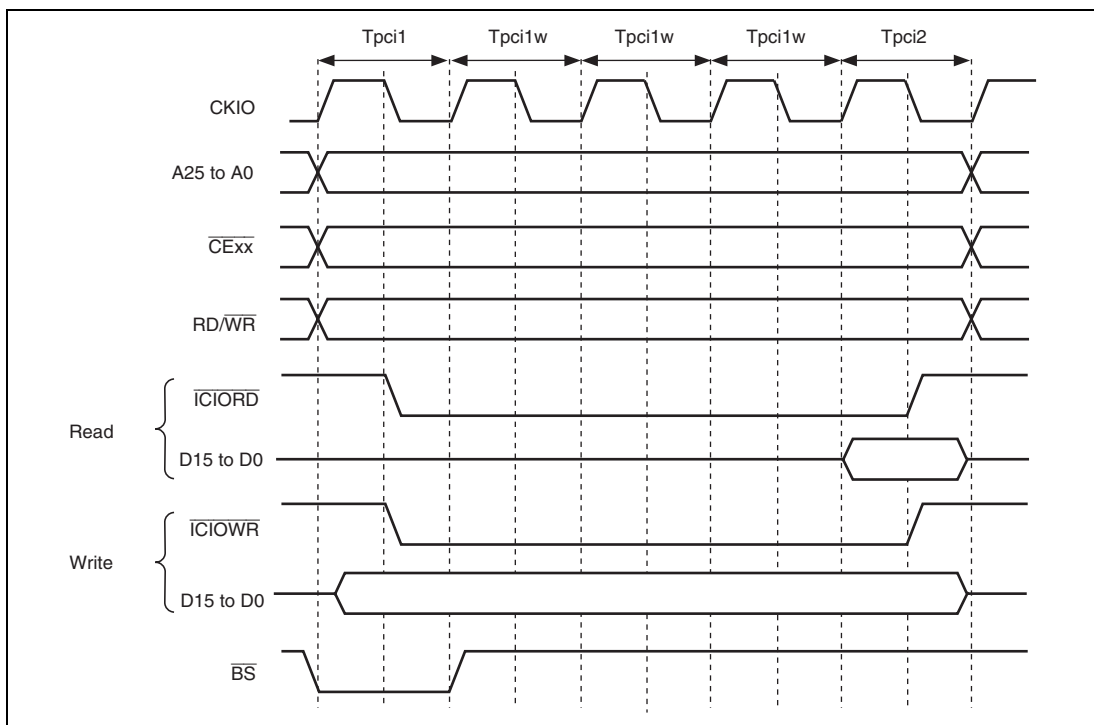 Tpci1 Tpci1w Tpci1w Tpci1w Tpci2
CKIO
A25 to A0
CExx
RD/WR
ICIORD
Read
D15 to D0
ICIOWR
Write
D15 to D0
BS